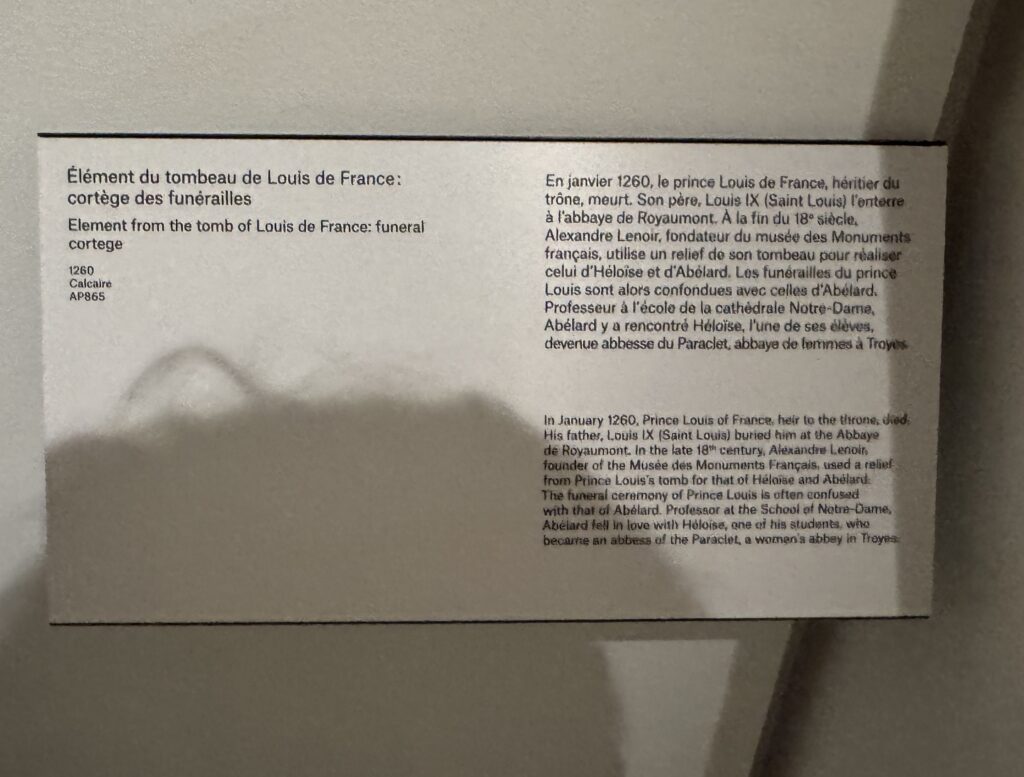 Élément du tombeau de Louis de France :
cortège des funérailles
Element from the tomb of Louis de France: funeral
cortege
1260
Calcaire
AP865
En janvier 1260, le prince Louis de France, héritier du
trône, meurt. Son père, Louis IX (Saint Louis) l'enterre
à l'abbaye de Royaumont. À la fin du 18e siècle,
Alexandre Lenoir, fondateur du musée des Monuments
français, utilise un relief de son tombeau pour réaliser
celui d'Héloïse et d'Abélard. Les funérailles du prince
Louis sont alors confondues avec celles d'Abélard.
Professeur à l'école de la cathédrale Notre-Dame,
Abélard y a rencontré Héloïse, l'une de ses élèves,
devenue abbesse du Paraclet, abbaye de femmes à Troyes.
In January 1260, Prince Louis of France, heir to the throne, died.
His father, Louis IX (Saint Louis) buried him at the Abbaye
de Royaumont. In the late 18th century, Alexandre Lenoir,
founder of the Musée des Monuments Français, used a relief
from Prince Louis's tomb for that of Héloïse and Abélard.
The funeral ceremony of Prince Louis is often confused
with that of Abélard. Professor at the School of Notre-Dame,
Abélard fell in love with Héloïse, one of his students, who
became an abbess of the Paraclet, a women's abbey in Troyes.